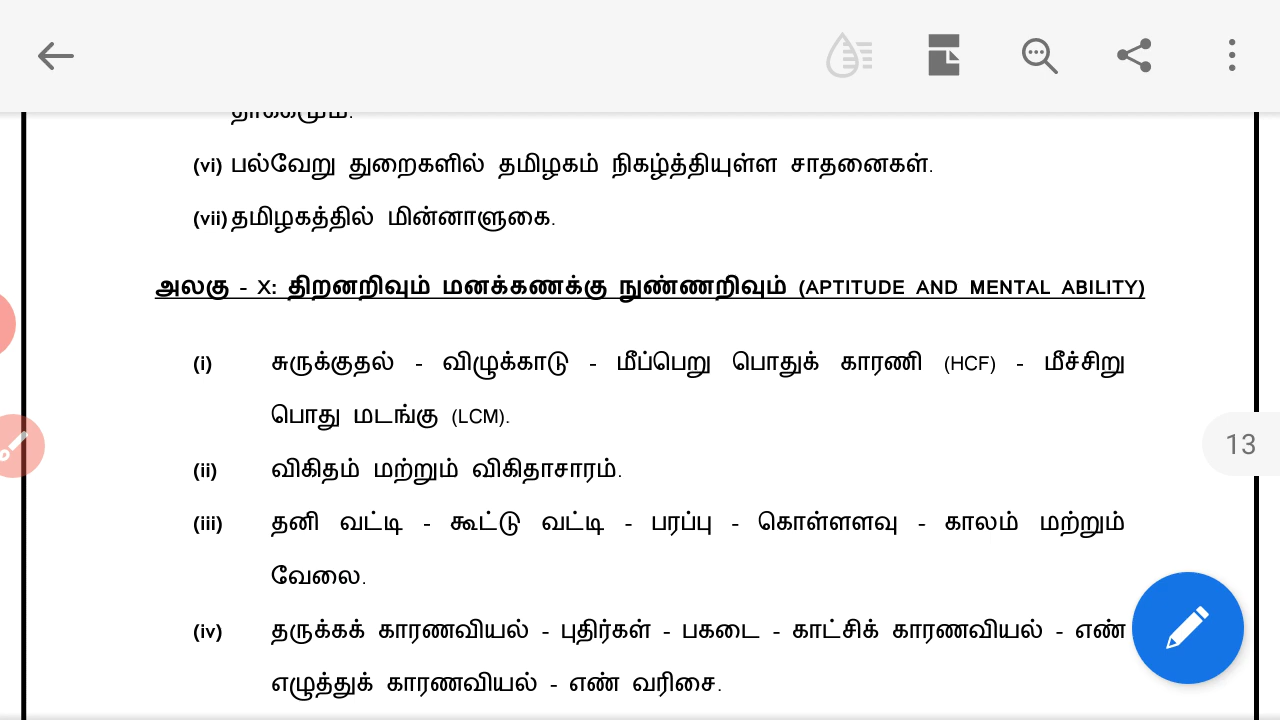 (vi) பல்வேறு துறைகளில் தமிழகம் நிகழ்த்தியுள்ள சாதனைகள்.
(vii) தமிழகத்தில் மின்னாளுகை.
அலகு - X: திறனறிவும் மனக்கணக்கு நுண்ணறிவும் (APTITUDE AND MENTAL ABILITY)
(i) சுருக்குதல் - விழுக்காடு - மீப்பெறு பொதுக் காரணி (HCF) - மீச்சிறு
பொது மடங்கு (LCM).
(ii) விகிதம் மற்றும் விகிதாசாரம்.
13
(iii) தனி வட்டி - கூட்டு வட்டி - பரப்பு - கொள்ளளவு - காலம் மற்றும்
வேலை.
(iv) தருக்கக் காரணவியல் - புதிர்கள் - பகடை - காட்சிக் காரணவியல் - எண்
எழுத்துக் காரணவியல் - எண் வரிசை.